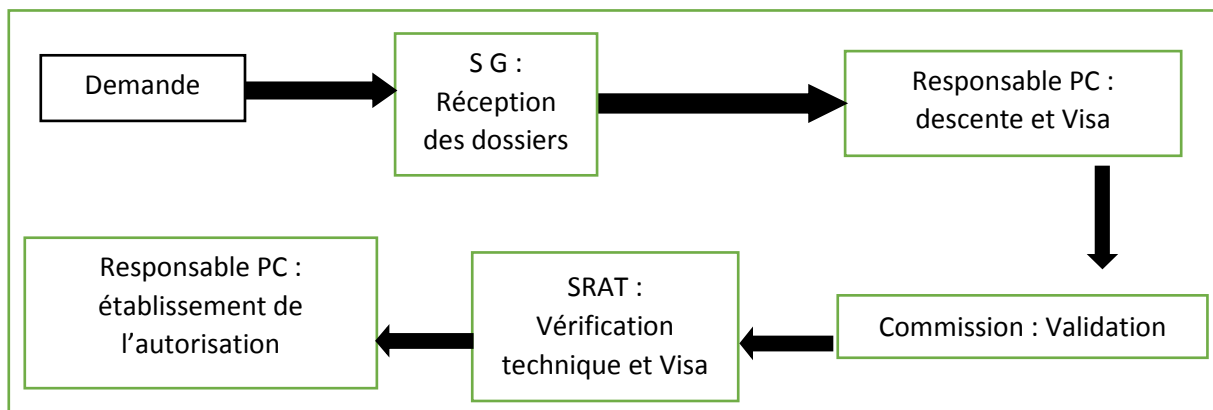 Demande
S G :
Réception
des dossiers
Responsable PC :
descente et Visa
Commission : Validation
SRAT :
Vérification
technique et Visa
Responsable PC :
établissement de
l’autorisation